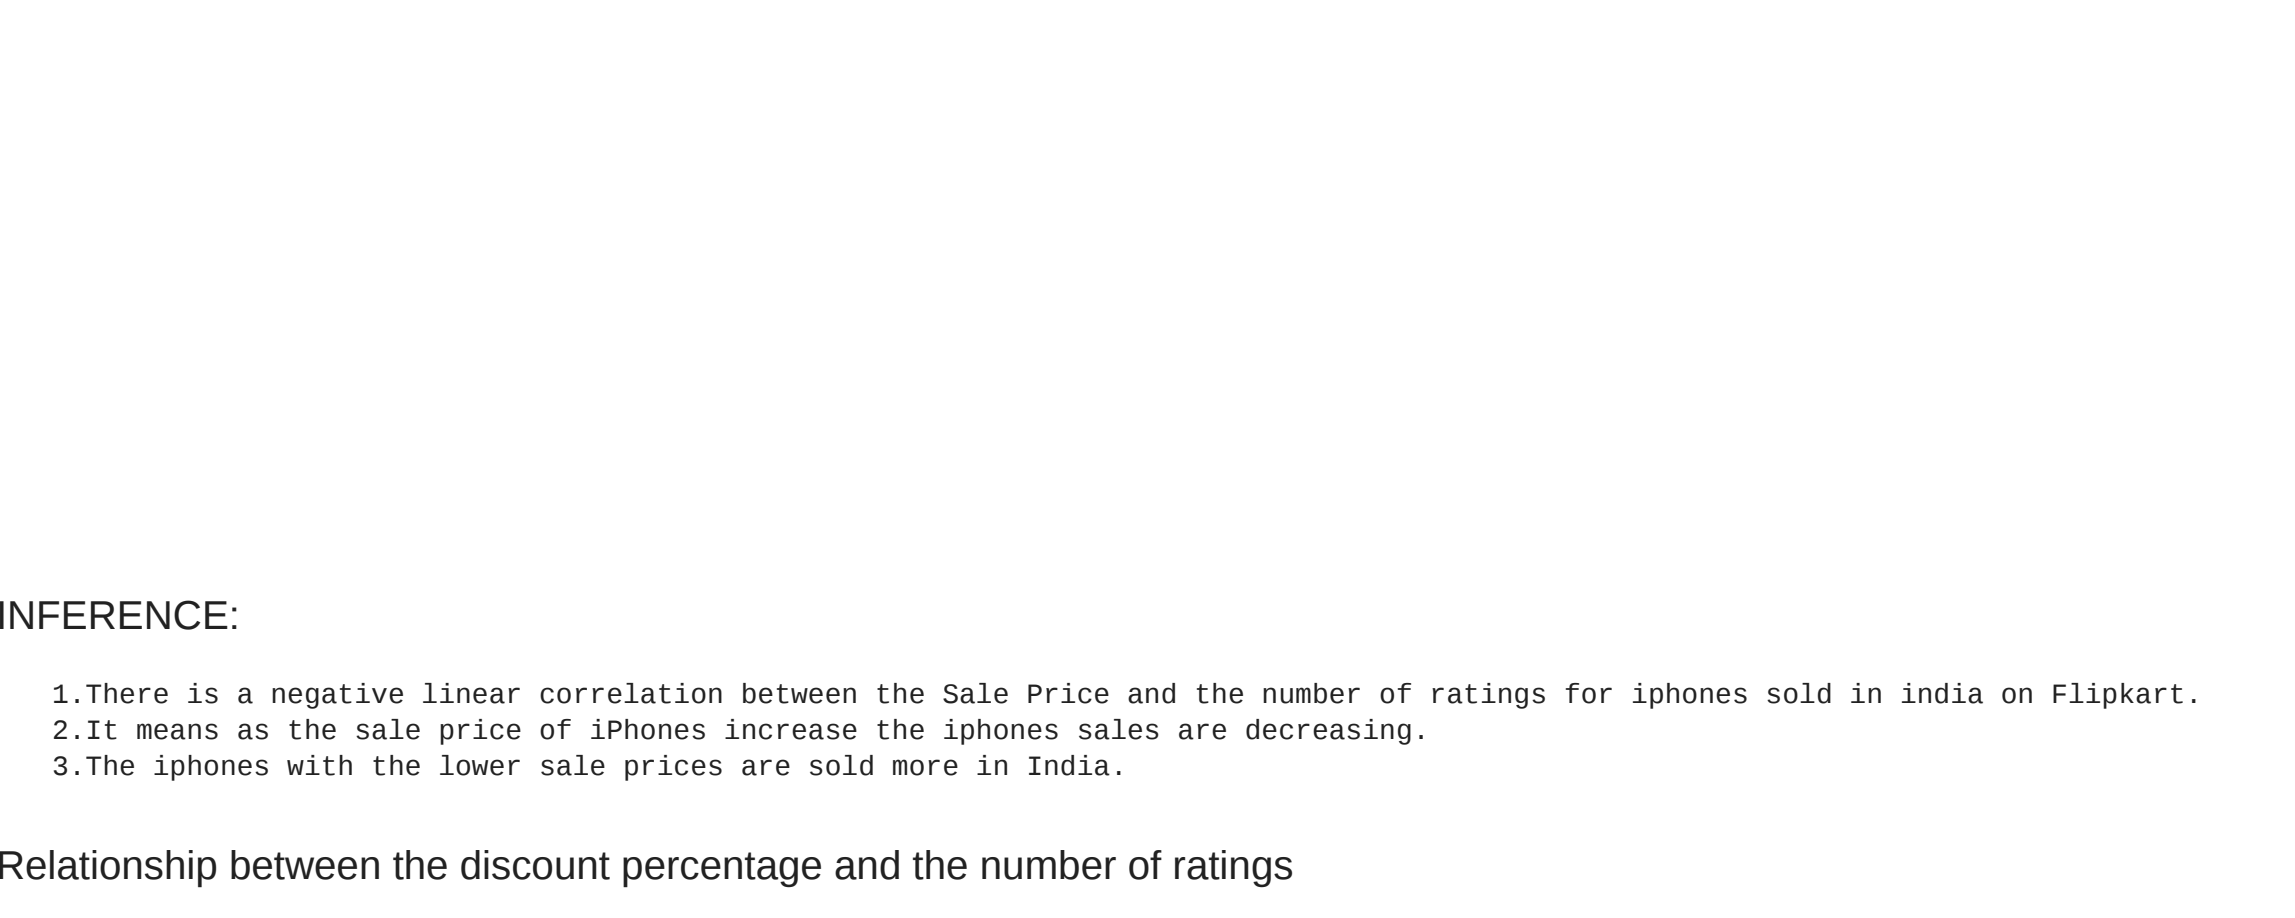 INFERENCE:
1.There is a negative linear correlation between the Sale Price and the number of ratings for iphones sold in india on Flipkart.
2.It means as the sale price of iPhones increase the iphones sales are decreasing.
3.The iphones with the lower sale prices are sold more in India.
Relationship between the discount percentage and the number of ratings